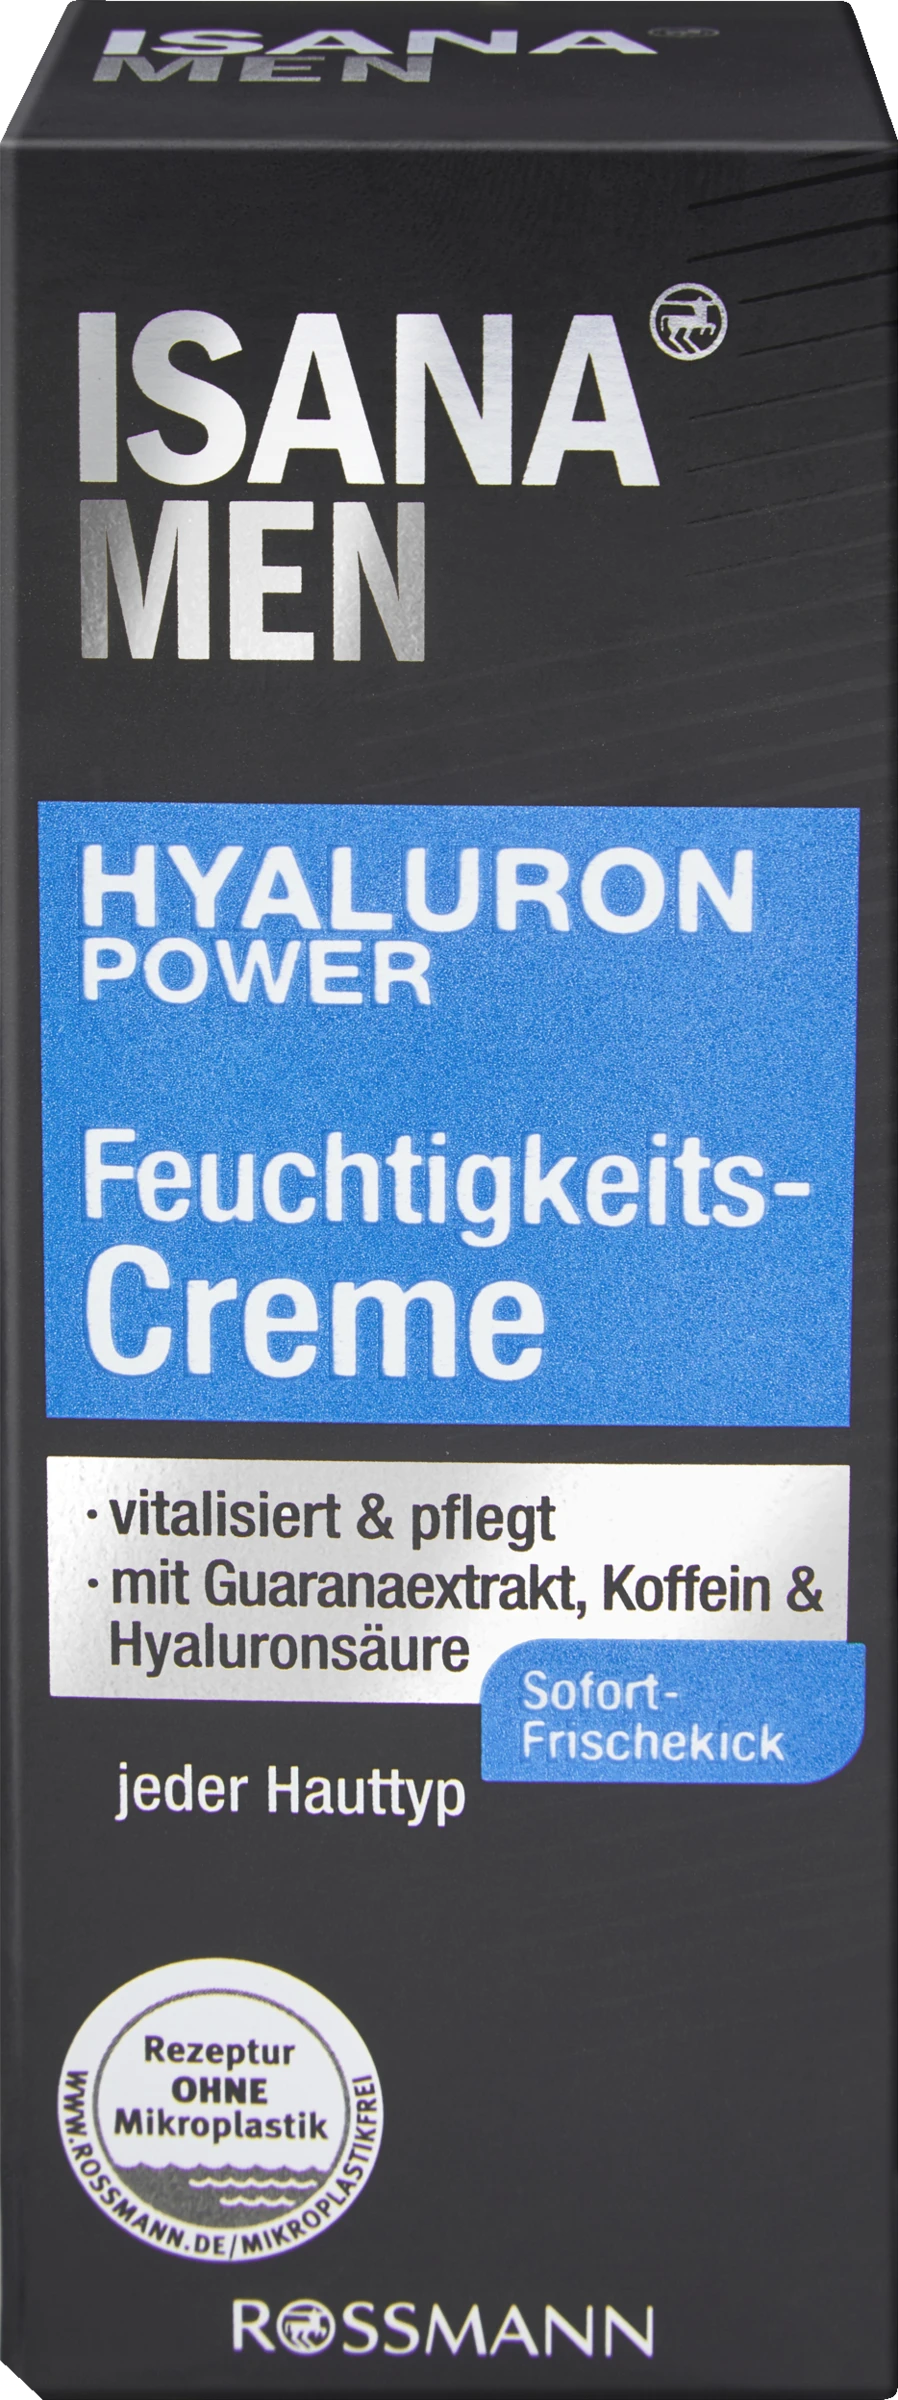 ISANA
MEN
ISANA
MEN
HYALURON
POWER
Feuchtigkeits-
Creme
· vitalisiert & pflegt
· mit Guaranaextrakt, Koffein &
Hyaluronsäure
Sofort-
Frischekick
jeder Hauttyp
Rezeptur
OHNE
Mikroplastik
WWW.ROSSMANN.DE/MIKROPLASTIKFREI
ROSSMANN